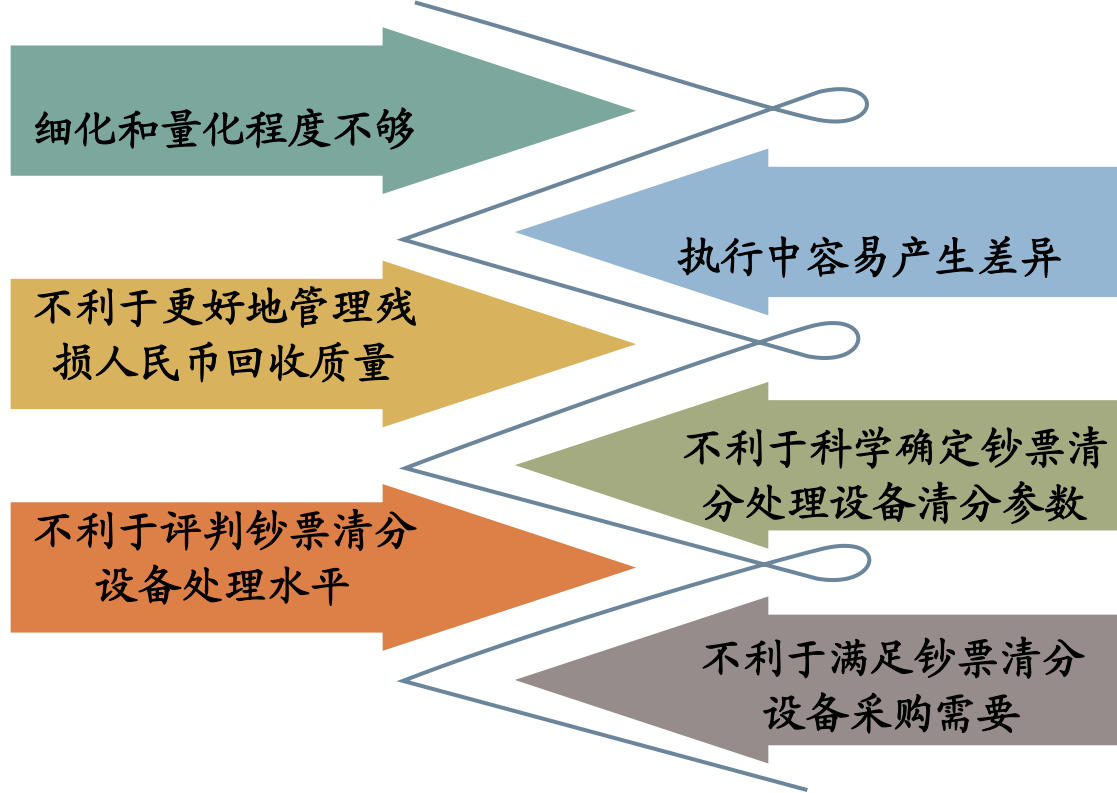 细化和量化程度不够
执行中容易产生差异
不利于更好地管理残
损人民币回收质量
不利于科学确定钞票清
分处理设备清分参数
不利于评判钞票清分
设备处理水平
不利于满足钞票清分
设备采购需要